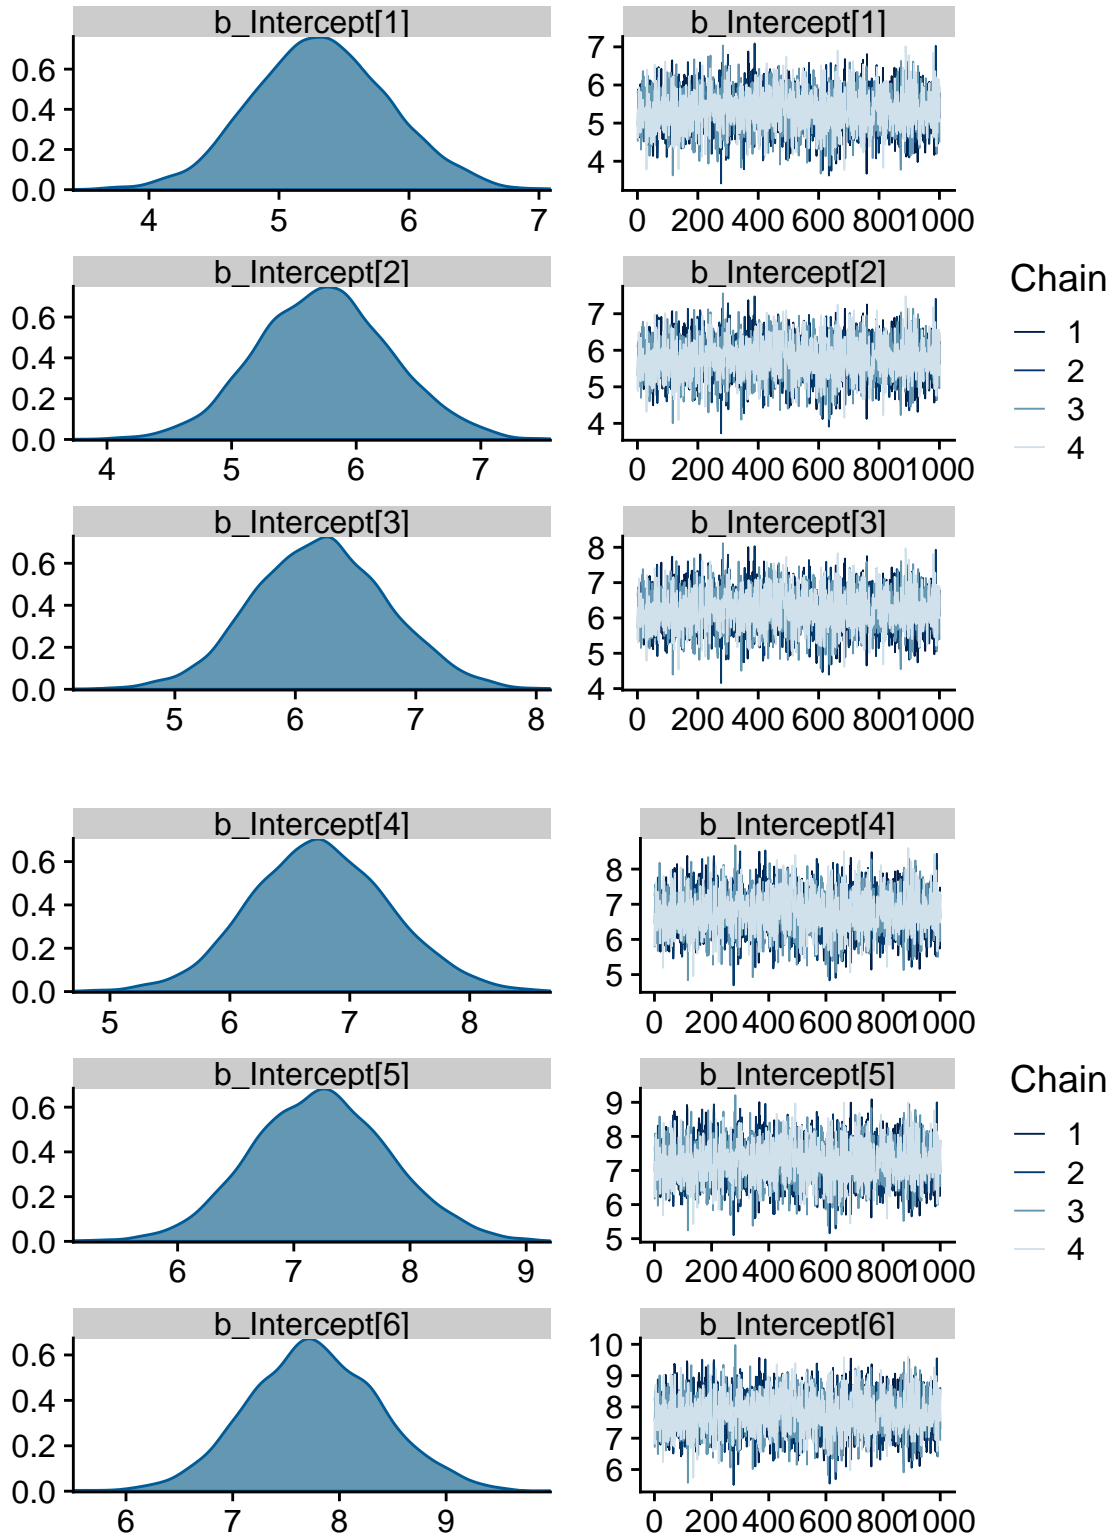 b_Intercept[1] b_Intercept[1]
0.6
0.4
0.2
0.0
4 5 6 7
7
6
5
4
0 200 400 600 800 1000
b_Intercept[2] b_Intercept[2]
0.6
0.4
0.2
0.0
4 5 6 7
7
6
5
4
0 200 400 600 800 1000
Chain
1
2
3
4
b_Intercept[3] b_Intercept[3]
0.6
0.4
0.2
0.0
5 6 7 8
8
7
6
5
4
0 200 400 600 800 1000
b_Intercept[4] b_Intercept[4]
0.6
0.4
0.2
0.0
5 6 7 8
8
7
6
5
0 200 400 600 800 1000
b_Intercept[5] b_Intercept[5]
0.6
0.4
0.2
0.0
6 7 8 9
9
8
7
6
5
0 200 400 600 800 1000
Chain
1
2
3
4
b_Intercept[6] b_Intercept[6]
0.6
0.4
0.2
0.0
6 7 8 9
10
9
8
7
6
0 200 400 600 800 1000